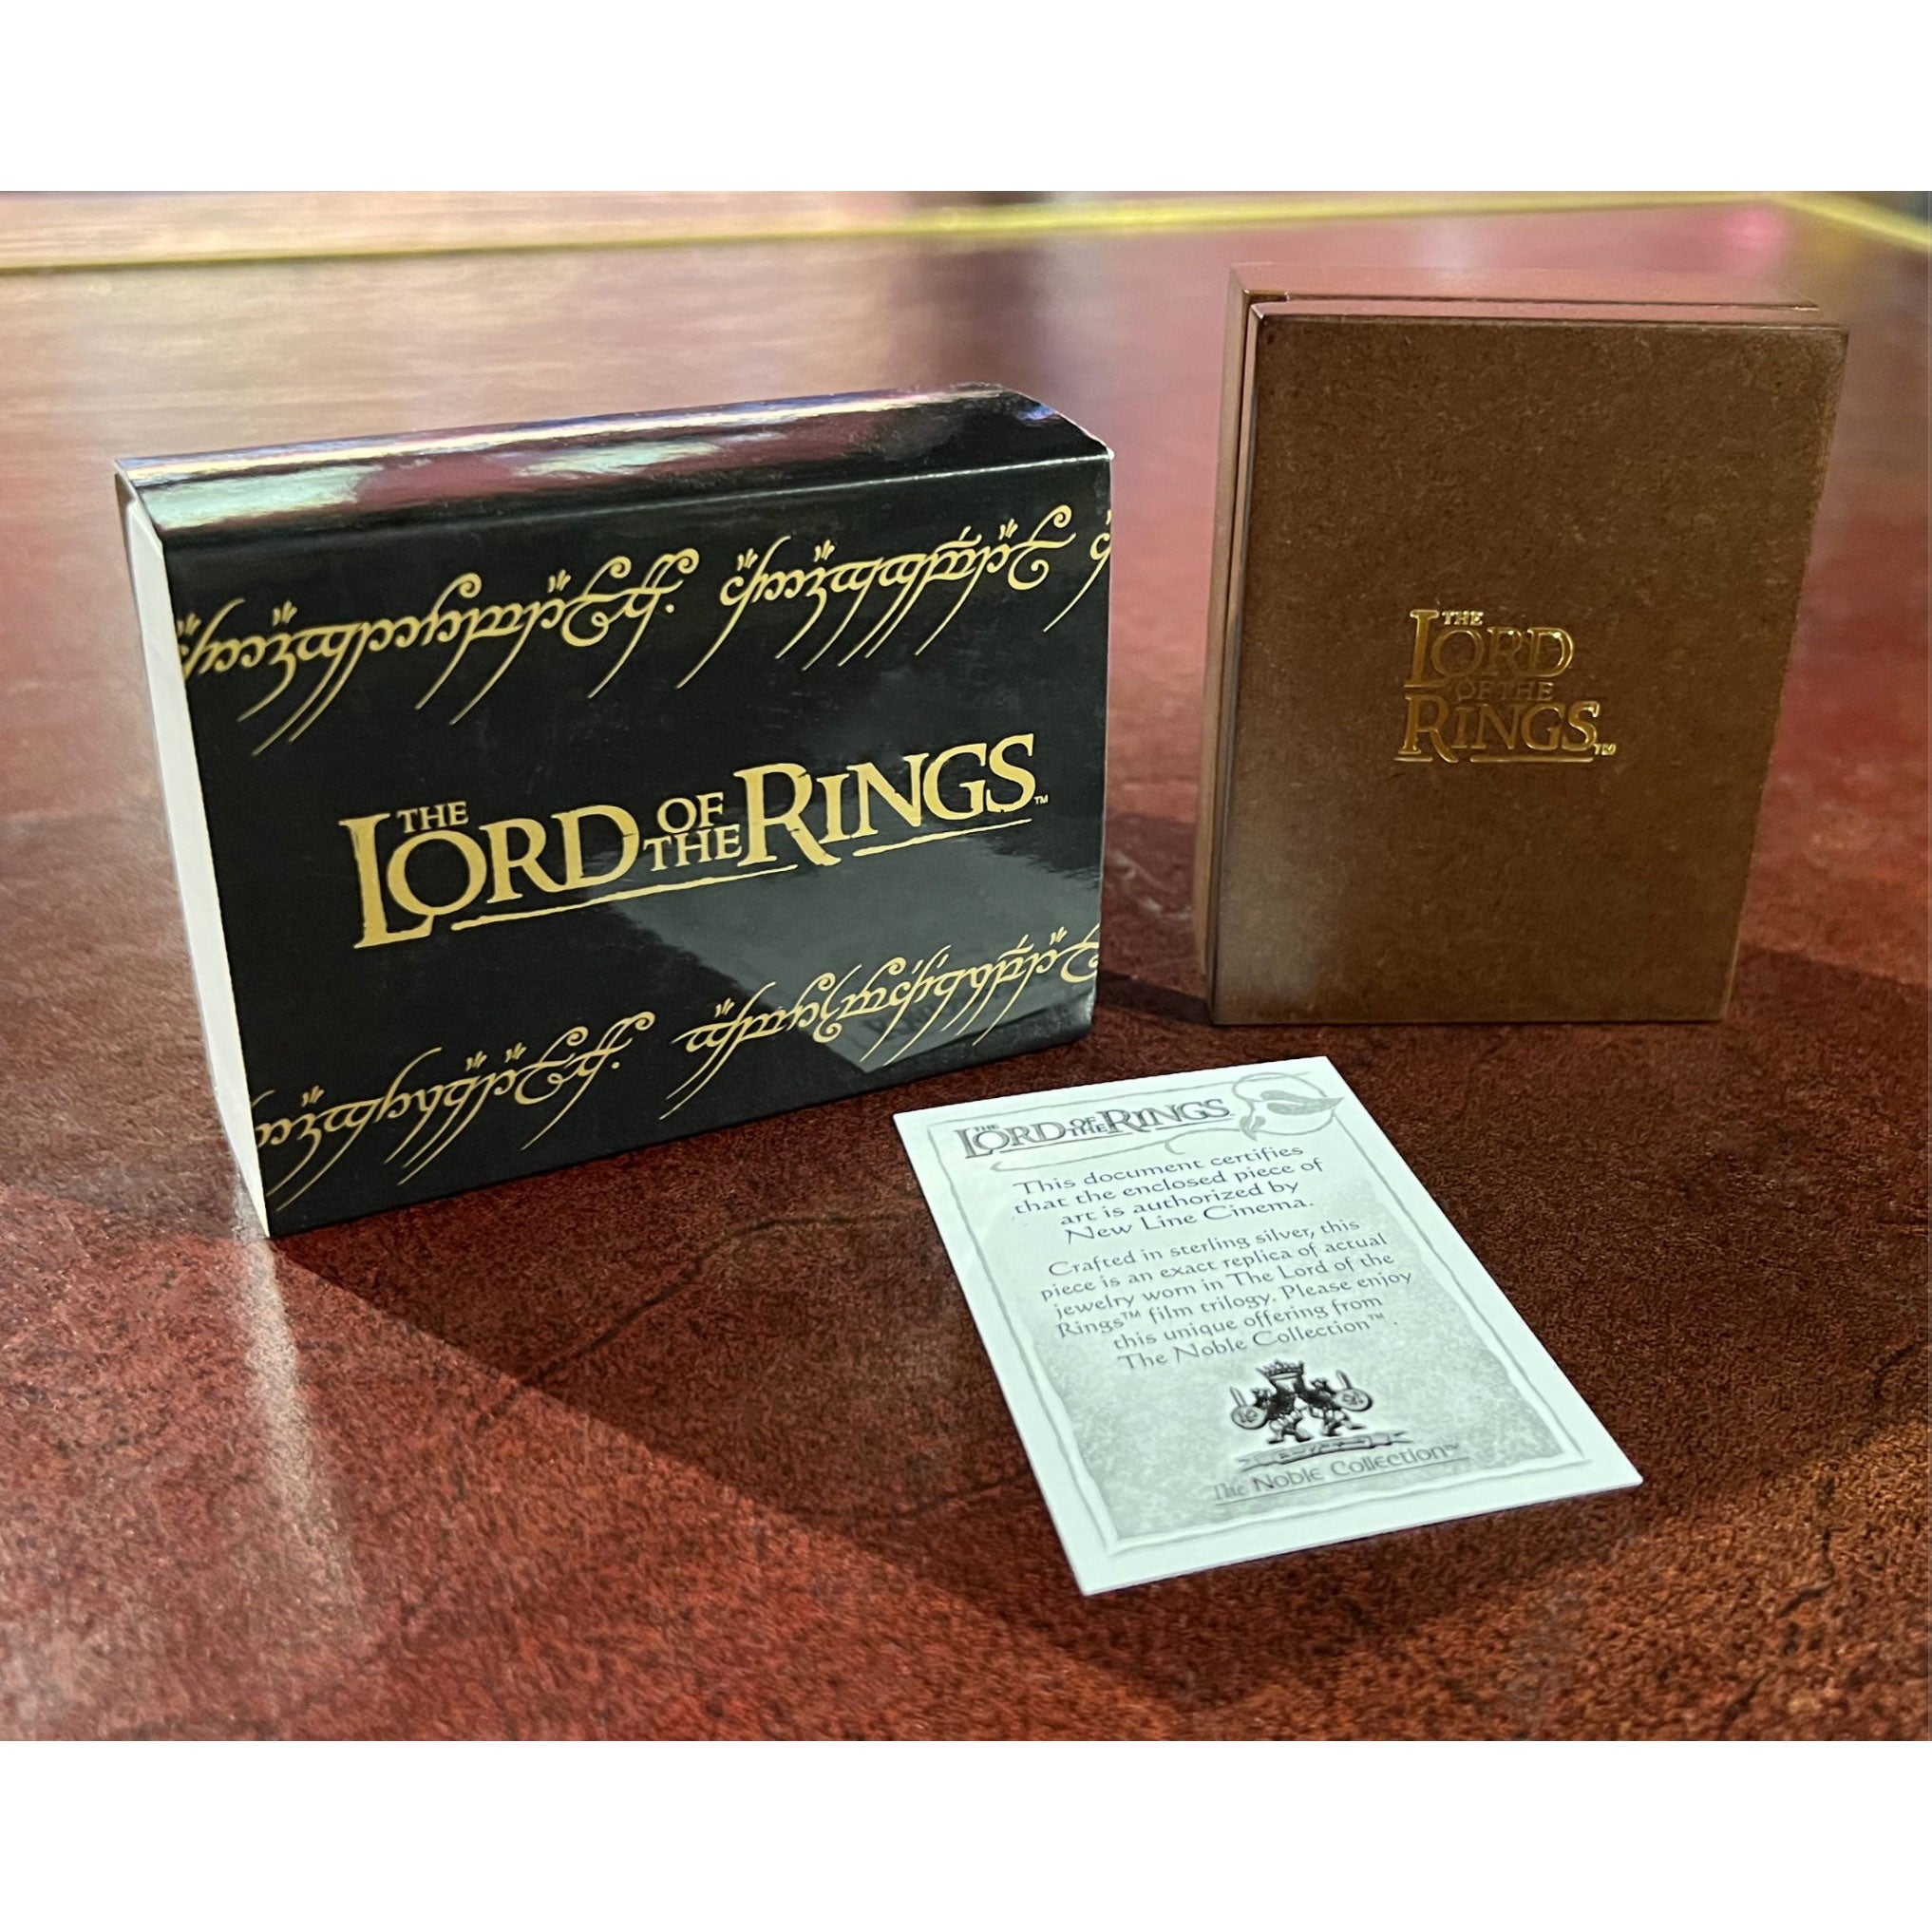 THE LORD OF THE RINGS™
THE
LORD
OF THE
RINGS™
THE LORD OF THE RINGS
This document certifies
that the enclosed piece of
art is authorized by
New Line Cinema.
Crafted in sterling silver, this
piece is an exact replica of actual
jewelry worn in The Lord of the
Rings™ film trilogy. Please enjoy
this unique offering from
The Noble Collection™.
The Noble Collection™